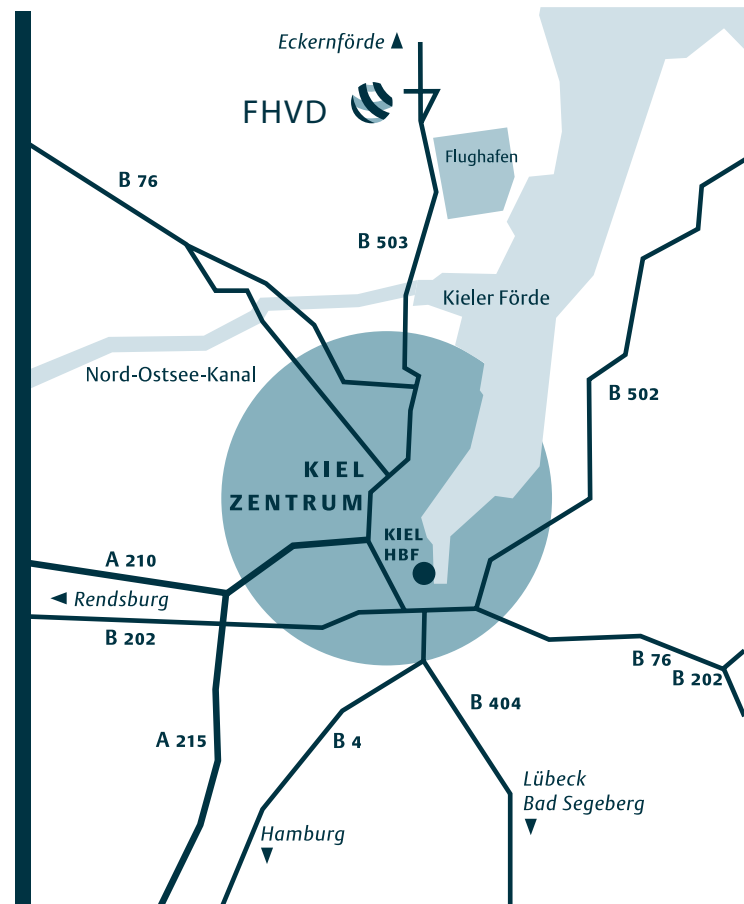 Eckernförde
FHVD
Flughafen
B 76
B 503
Kieler Förde
Nord-Ostsee-Kanal
B 502
KIEL
ZENTRUM
KIEL
HBF
A 210
Rendsburg
B 202
B 76
B 202
B 404
A 215
B 4
Lübeck
Bad Segeberg
Hamburg